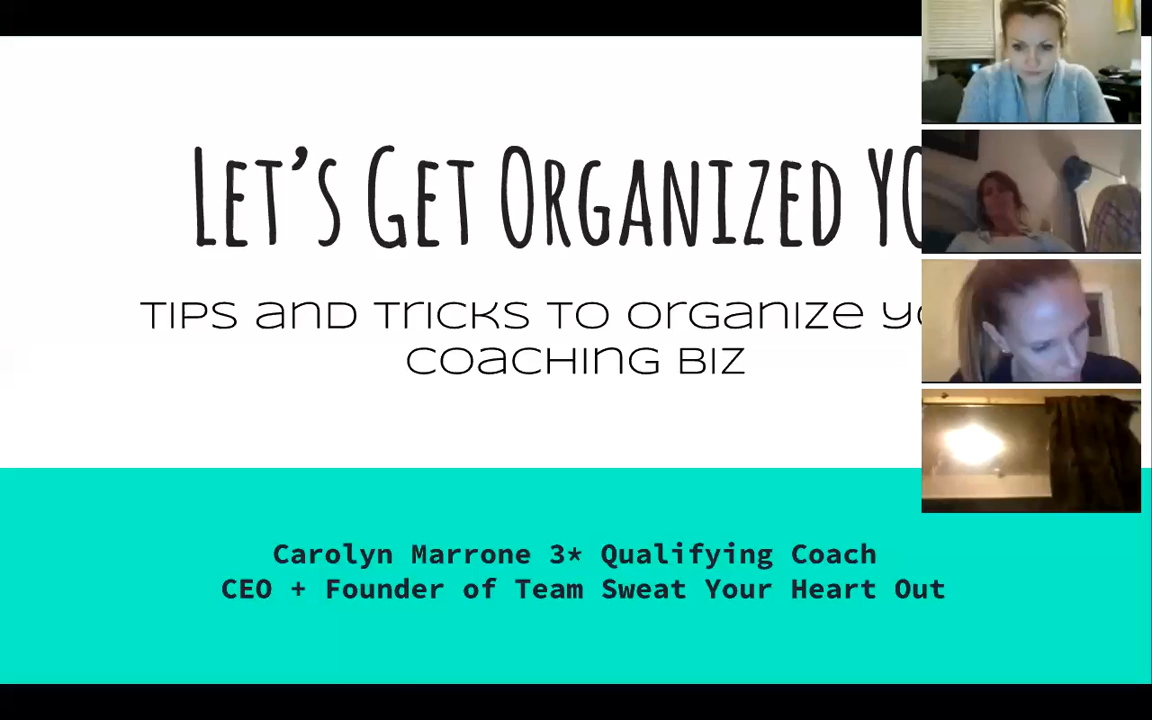 Let's Get Organized
TIPS and TRICKS TO organize
coaching Biz
Carolyn Marrone 3* Qualifying Coach
CEO + Founder of Team Sweat Your Heart Out